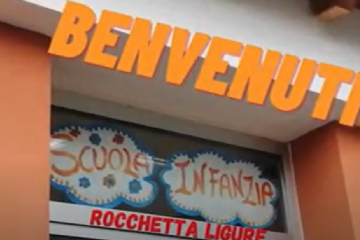 BENVENUTI
SCUOLA INFANZIA
ROCCHETTA LIGURE